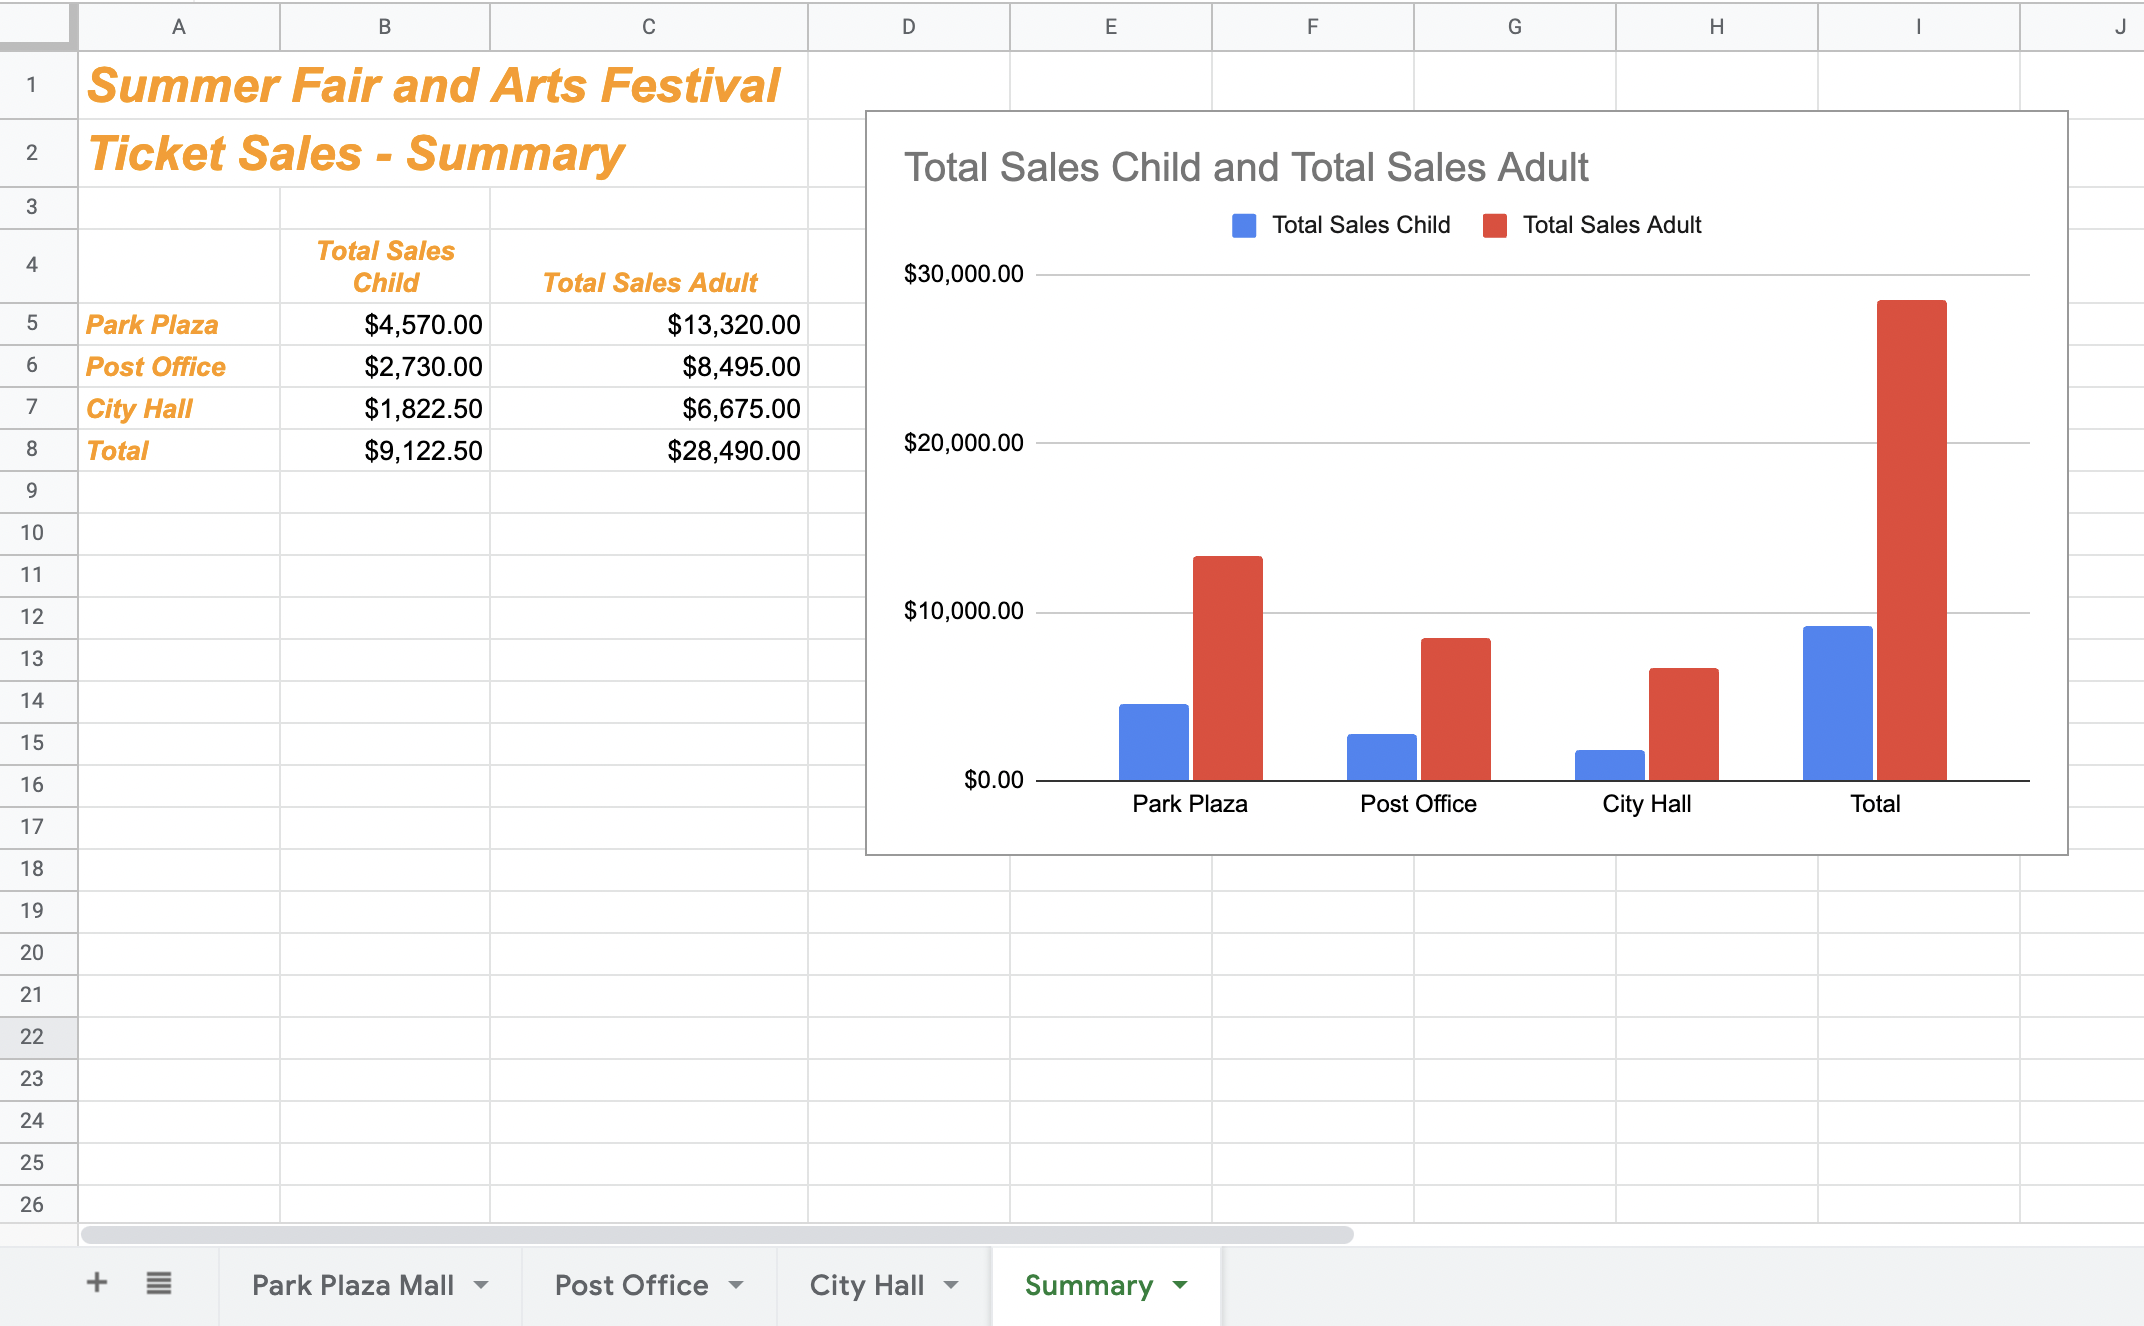 A B C D E F G H I J
1 Summer Fair and Arts Festival
2 Ticket Sales - Summary
3
4 Total Sales Child Total Sales Adult
5 Park Plaza $4,570.00 $13,320.00
6 Post Office $2,730.00 $8,495.00
7 City Hall $1,822.50 $6,675.00
8 Total $9,122.50 $28,490.00
9
10
11
12
13
14
15
16
17
18
19
20
21
22
23
24
25
26
Total Sales Child and Total Sales Adult
Total Sales Child Total Sales Adult
$30,000.00
$20,000.00
$10,000.00
$0.00
Park Plaza Post Office City Hall Total
+ Park Plaza Mall Post Office City Hall Summary